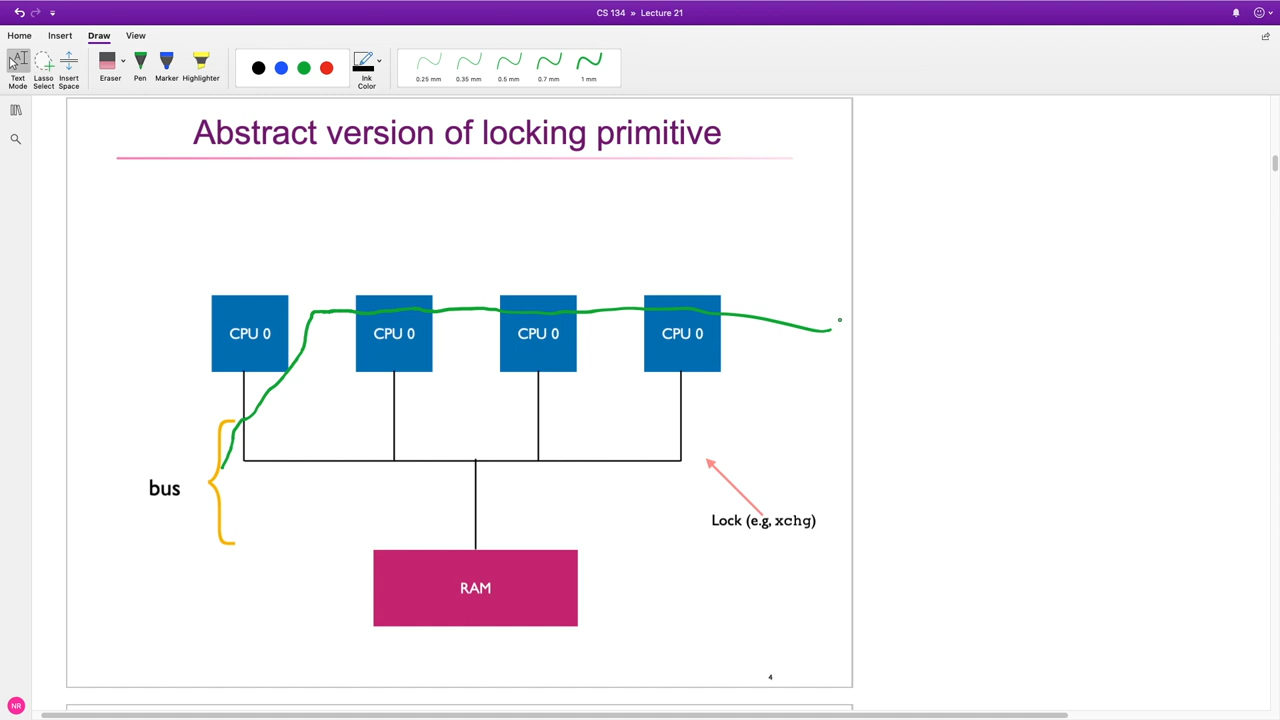 CS 134 » Lecture 21
Home Insert Draw View
Text Mode
Lasso Select
Insert Space
Eraser
Pen
Marker
Highlighter
Ink Color
0.25 mm
0.35 mm
0.5 mm
0.7 mm
1 mm
Abstract version of locking primitive
CPU 0 CPU 0 CPU 0 CPU 0
bus
Lock (e.g, xchg)
RAM
4
NR